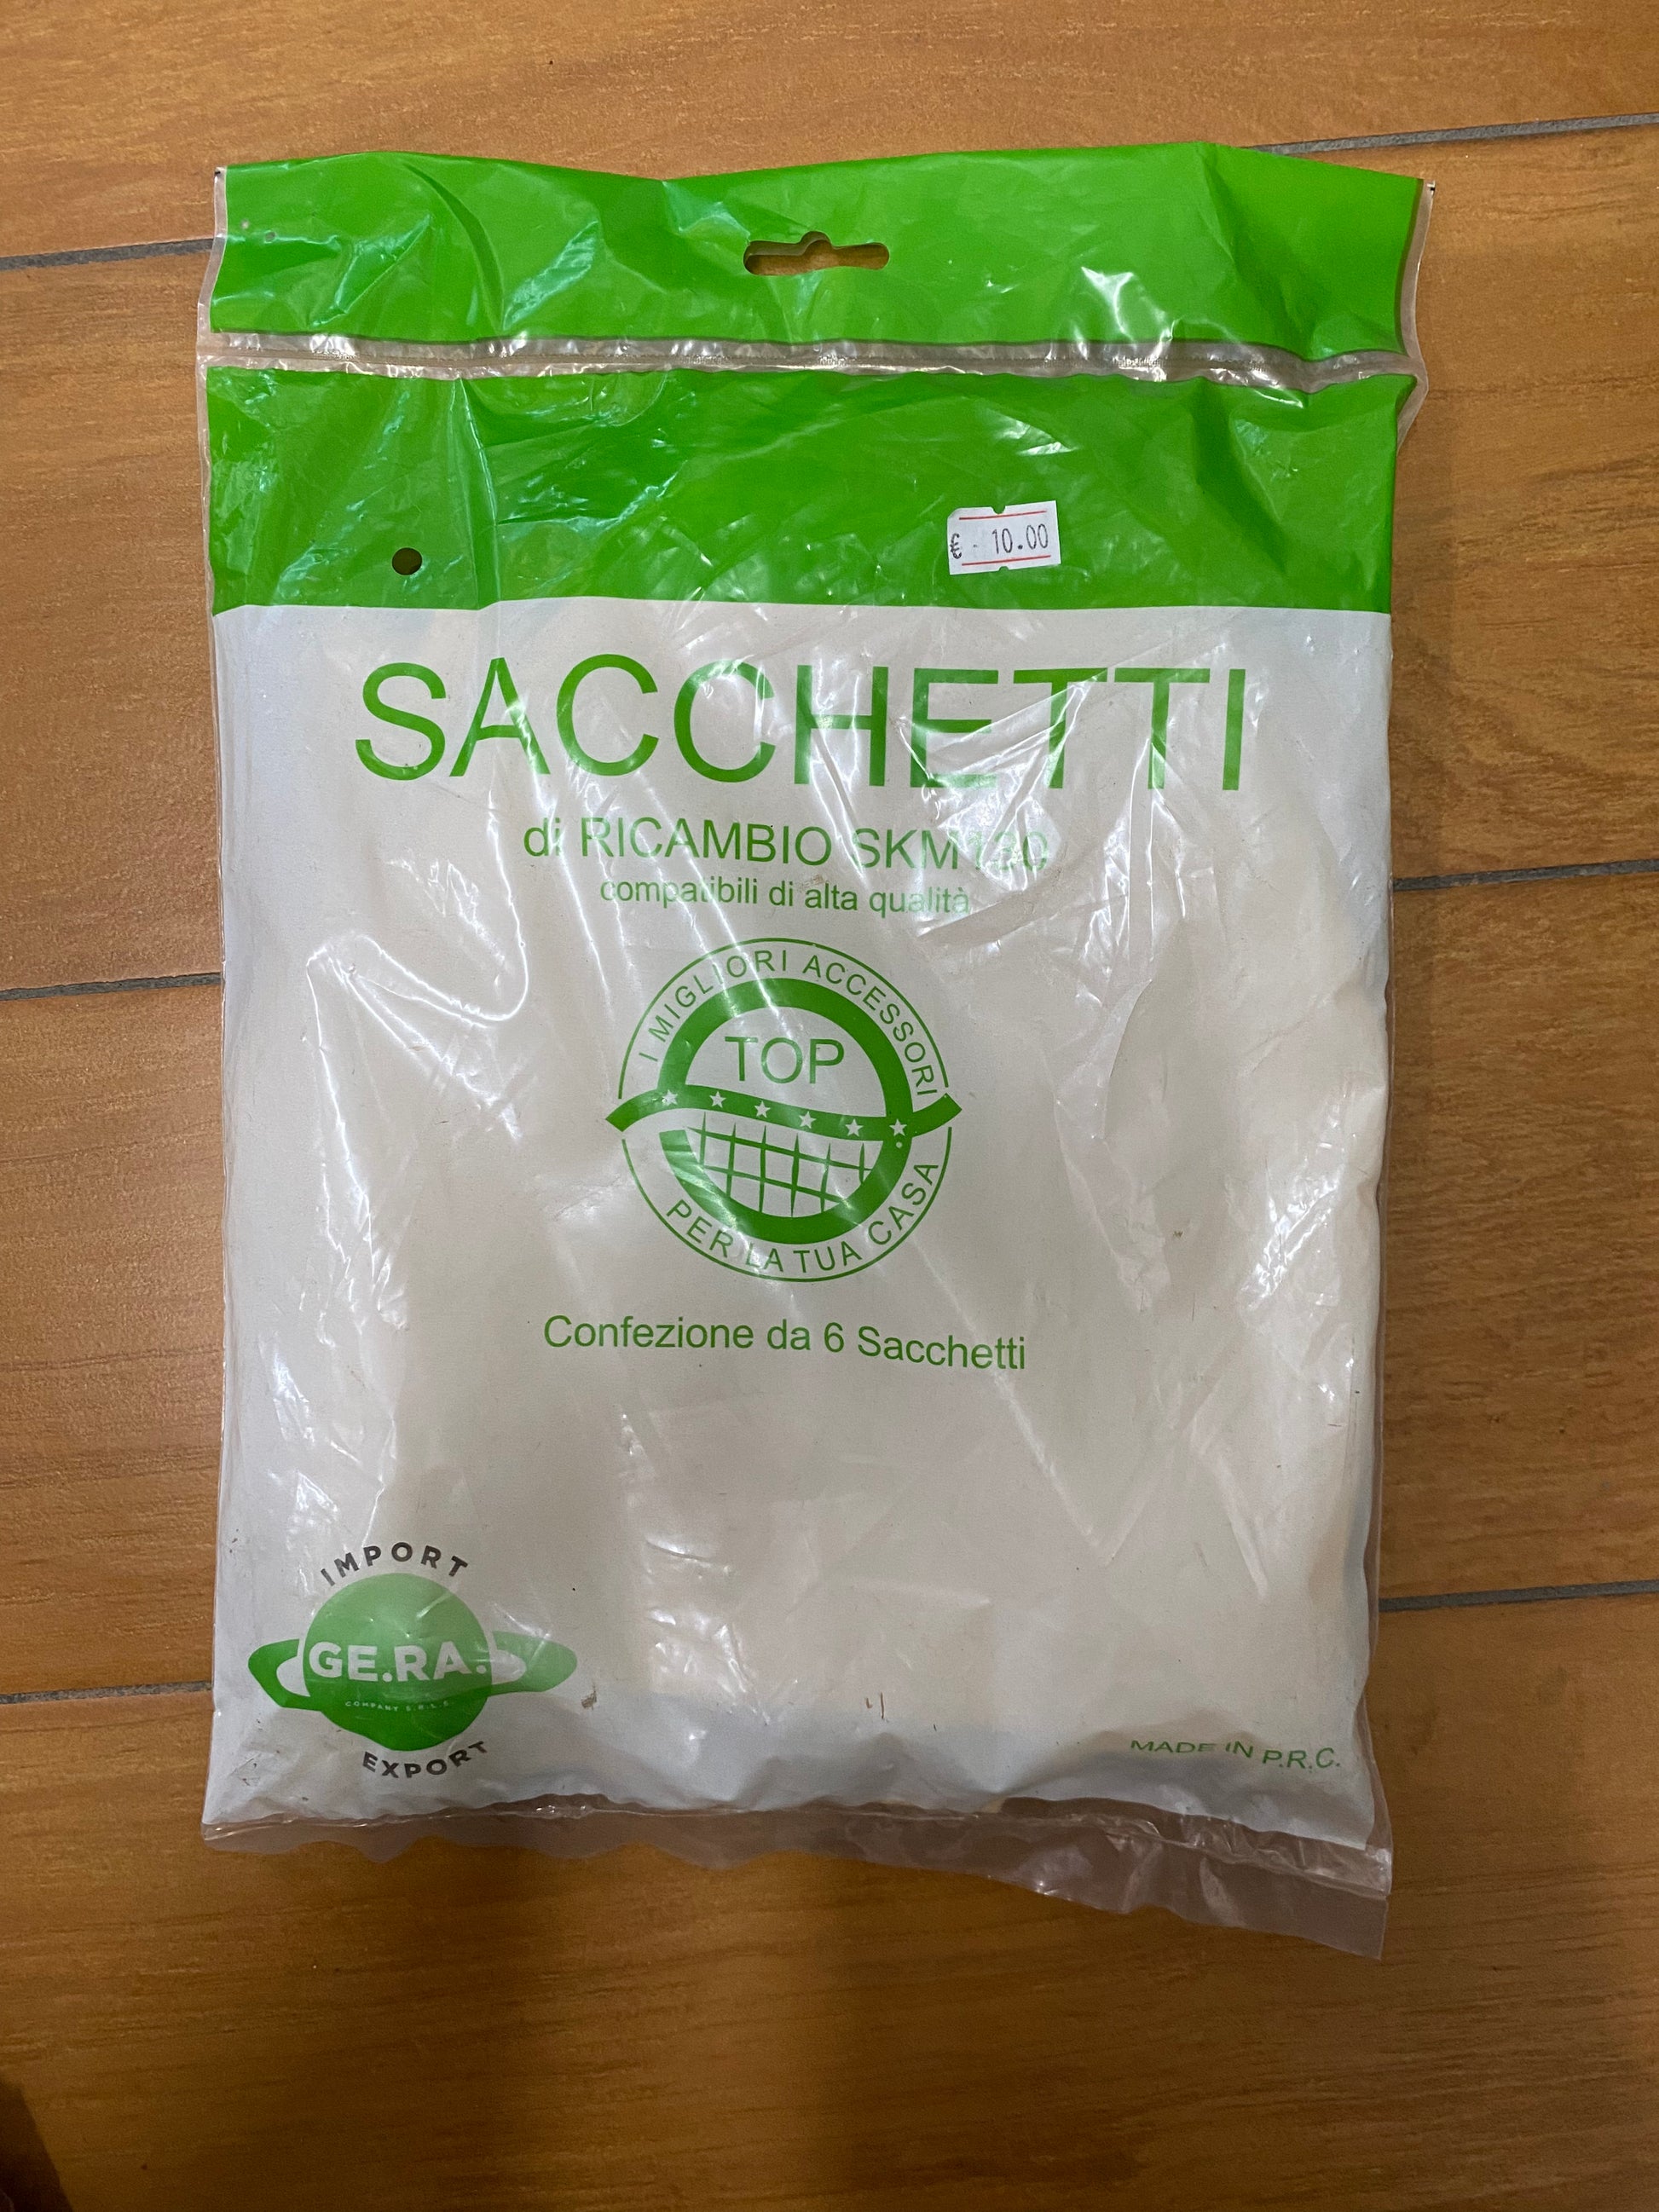 € - 10.00
SACCHETTI
di RICAMBIO
compatibili di alta qualità
I MIGLIORI ACCESSORI
TOP
PER LA TUA CASA
Confezione da 6 Sacchetti
IMPORT
GE.RA.
COMPANY S.R.L.S.
EXPORT
MADE IN P.R.C.